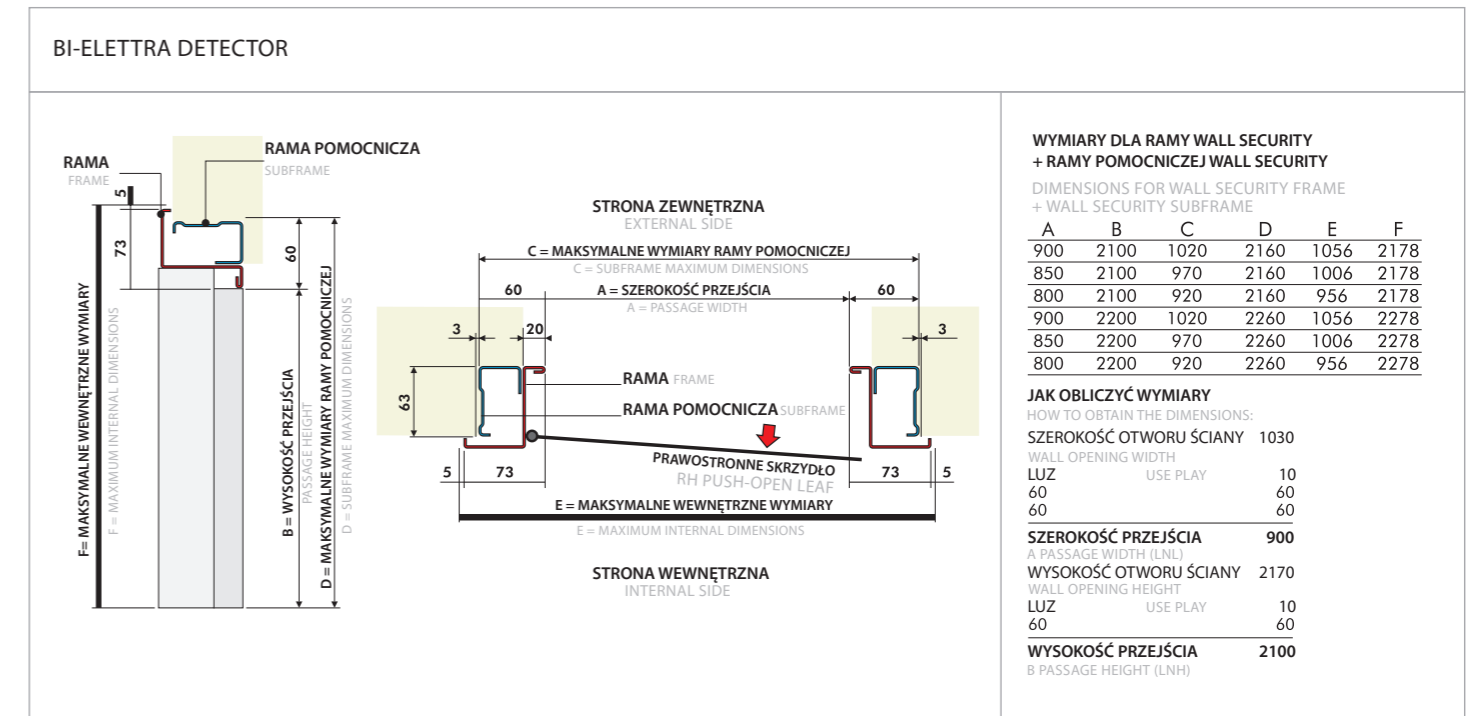 BI-ELETTRA DETECTOR
RAMA
FRAME
RAMA POMOCNICZA
SUBFRAME
5
73
60
F= MAKSYMALNE WEWNĘTRZNE WYMIARY
F = MAXIMUM INTERNAL DIMENSIONS
B = WYSOKOŚĆ PRZEJŚCIA
PASSAGE HEIGHT
D = MAKSYMALNE WYMIARY RAMY POMOCNICZEJ
D = SUBFRAME MAXIMUM DIMENSIONS
STRONA ZEWNĘTRZNA
EXTERNAL SIDE
C = MAKSYMALNE WYMIARY RAMY POMOCNICZEJ
C = SUBFRAME MAXIMUM DIMENSIONS
60 A = SZEROKOŚĆ PRZEJŚCIA 60
A = PASSAGE WIDTH
3 20 3
63
RAMA FRAME
RAMA POMOCNICZA SUBFRAME
PRAWOSTRONNE SKRZYDŁO
RH PUSH-OPEN LEAF
5 73 73 5
E = MAKSYMALNE WEWNĘTRZNE WYMIARY
E = MAXIMUM INTERNAL DIMENSIONS
STRONA WEWNĘTRZNA
INTERNAL SIDE
WYMIARY DLA RAMY WALL SECURITY
+ RAMY POMOCNICZEJ WALL SECURITY
DIMENSIONS FOR WALL SECURITY FRAME
+ WALL SECURITY SUBFRAME
A B C D E F
900 2100 1020 2160 1056 2178
850 2100 970 2160 1006 2178
800 2100 920 2160 956 2178
900 2200 1020 2260 1056 2278
850 2200 970 2260 1006 2278
800 2200 920 2260 956 2278
JAK OBLICZYĆ WYMIARY
HOW TO OBTAIN THE DIMENSIONS:
SZEROKOŚĆ OTWORU ŚCIANY 1030
WALL OPENING WIDTH
LUZ USE PLAY 10
60 60
60 60
SZEROKOŚĆ PRZEJŚCIA 900
A PASSAGE WIDTH (LNL)
WYSOKOŚĆ OTWORU ŚCIANY 2170
WALL OPENING HEIGHT
LUZ USE PLAY 10
60 60
WYSOKOŚĆ PRZEJŚCIA 2100
B PASSAGE HEIGHT (LNH)